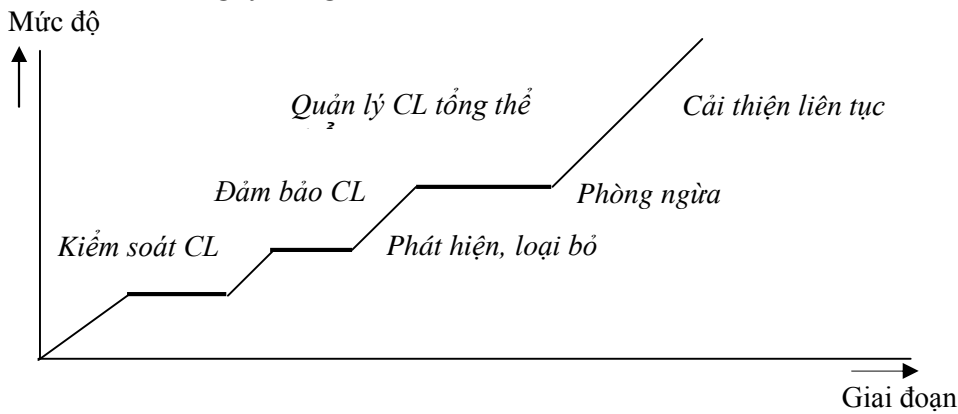 Mức độ
Quản lý CL tổng thể
Cải thiện liên tục
Đảm bảo CL
Phòng ngừa
Kiểm soát CL
Phát hiện, loại bỏ
Giai đoạn